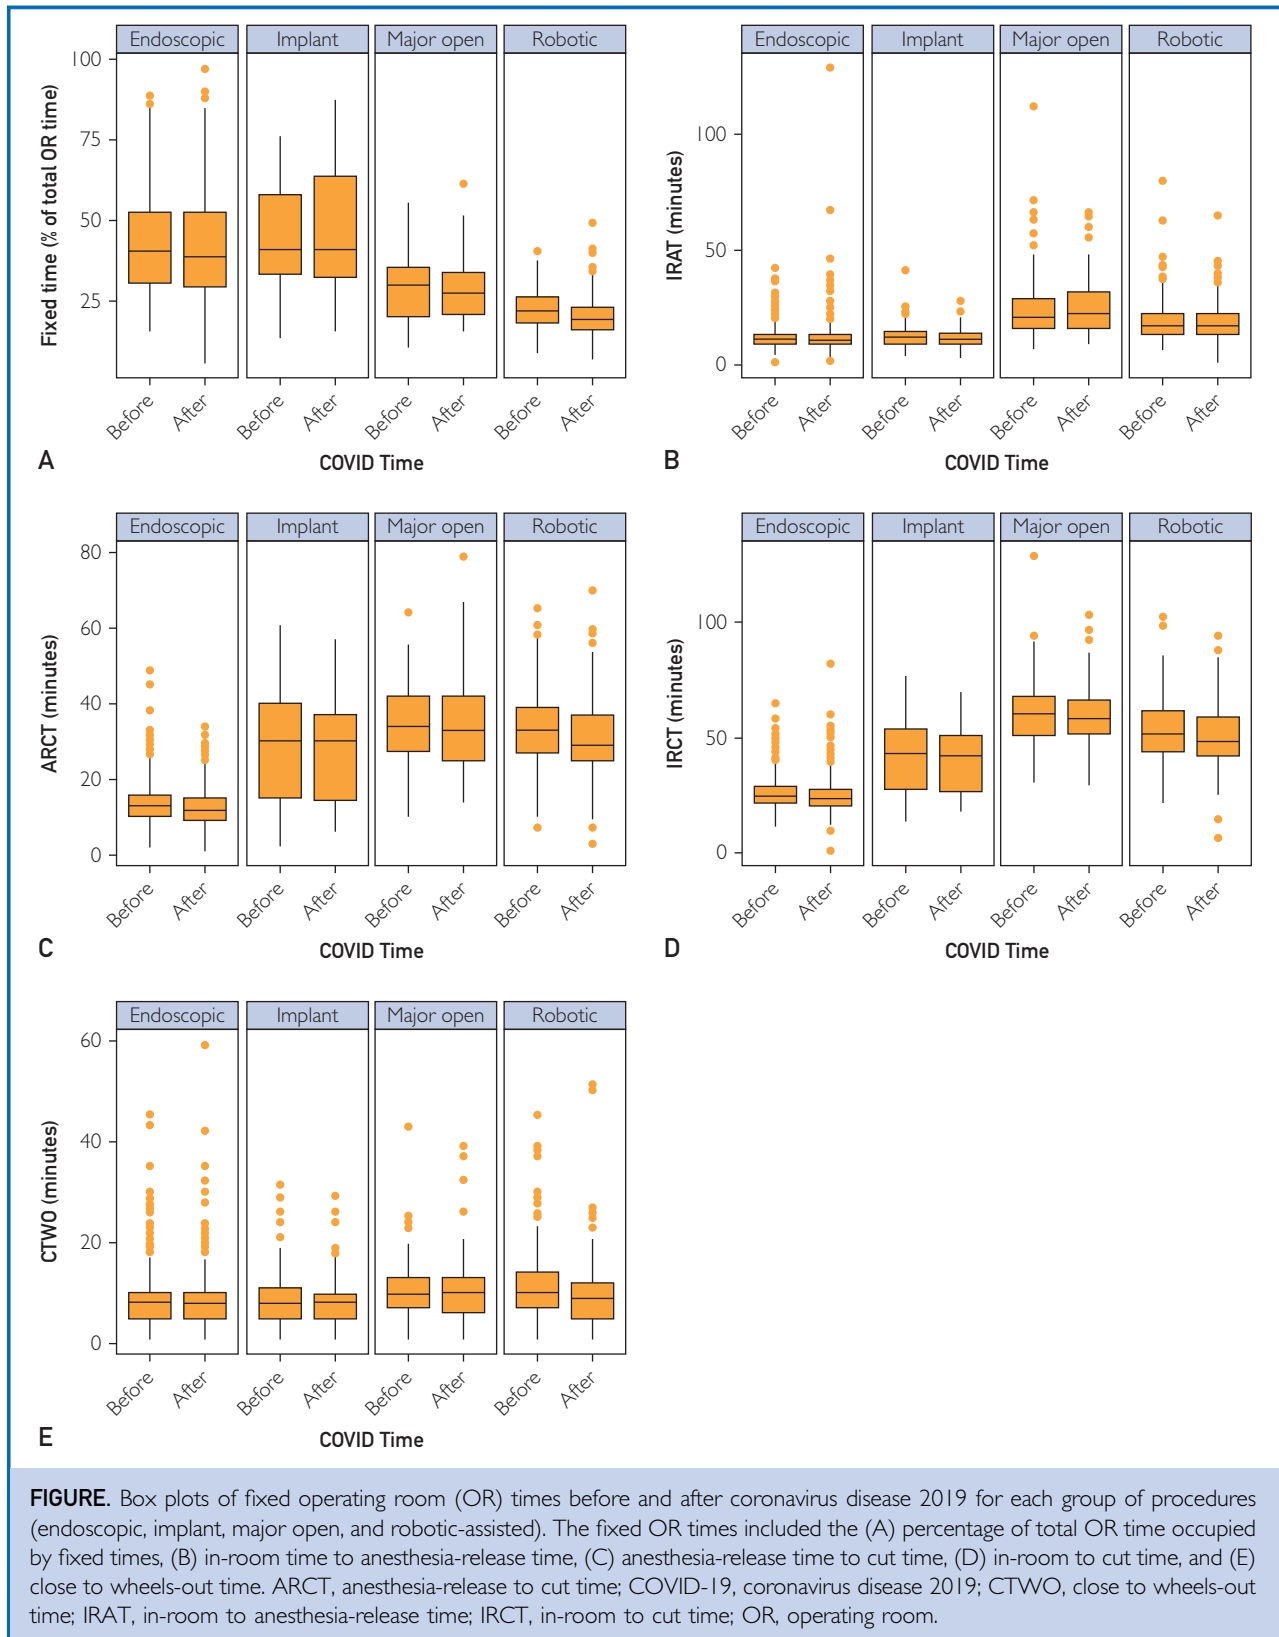 Endoscopic Implant Major open Robotic
100
75
50
25
Fixed time (% of total OR time)
Before After Before After Before After Before After
COVID Time
A
Endoscopic Implant Major open Robotic
100
50
0
IRAT (minutes)
Before After Before After Before After Before After
COVID Time
B
Endoscopic Implant Major open Robotic
80
60
40
20
0
ARCT (minutes)
Before After Before After Before After Before After
COVID Time
C
Endoscopic Implant Major open Robotic
100
50
0
IRCT (minutes)
Before After Before After Before After Before After
COVID Time
D
Endoscopic Implant Major open Robotic
60
40
20
0
CTWO (minutes)
Before After Before After Before After Before After
COVID Time
E
FIGURE. Box plots of fixed operating room (OR) times before and after coronavirus disease 2019 for each group of procedures
(endoscopic, implant, major open, and robotic-assisted). The fixed OR times included the (A) percentage of total OR time occupied
by fixed times, (B) in-room time to anesthesia-release time, (C) anesthesia-release time to cut time, (D) in-room to cut time, and (E)
close to wheels-out time. ARCT, anesthesia-release to cut time; COVID-19, coronavirus disease 2019; CTWO, close to wheels-out
time; IRAT, in-room to anesthesia-release time; IRCT, in-room to cut time; OR, operating room.